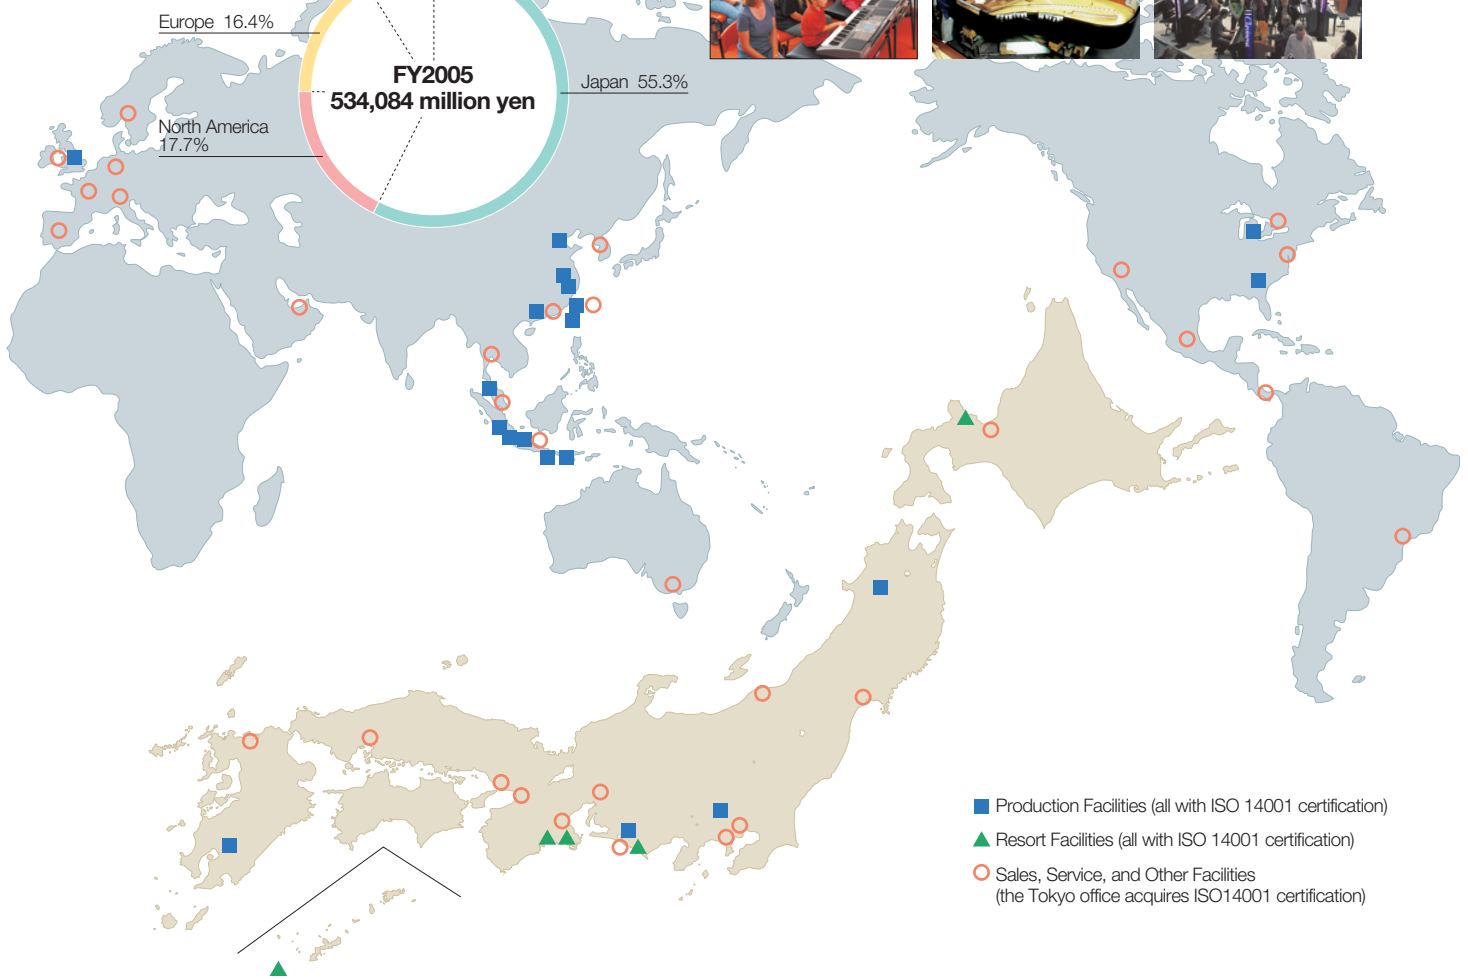 Europe 16.4%
FY2005
534,084 million yen
Japan 55.3%
North America
17.7%
Production Facilities (all with ISO 14001 certification)
Resort Facilities (all with ISO 14001 certification)
Sales, Service, and Other Facilities
(the Tokyo office acquires ISO14001 certification)